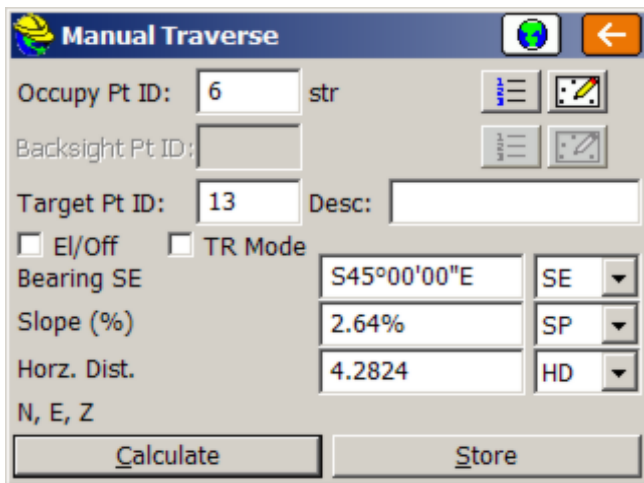 Manual Traverse
Occupy Pt ID: 6 str
Backsight Pt ID:
Target Pt ID: 13 Desc:
El/Off TR Mode
Bearing SE S45°00'00"E SE
Slope (%) 2.64% SP
Horz. Dist. 4.2824 HD
N, E, Z
Calculate Store